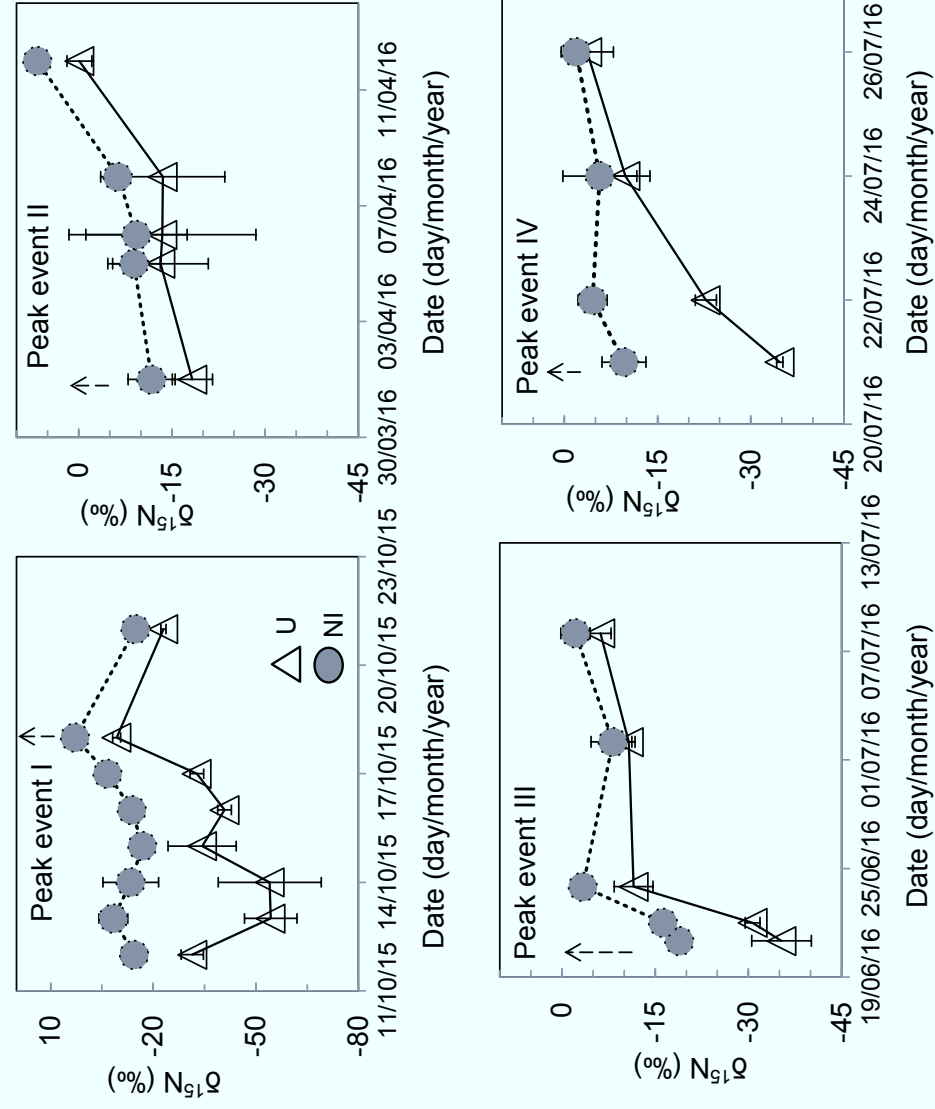 Peak event I
δ¹⁵N (‰)
10
-20
-50
-80
U
NI
11/10/15 14/10/15 17/10/15 20/10/15 23/10/15
Date (day/month/year)
Peak event II
δ¹⁵N (‰)
0
-15
-30
-45
30/03/16 03/04/16 07/04/16 11/04/16
Date (day/month/year)
Peak event III
δ¹⁵N (‰)
0
-15
-30
-45
19/06/16 25/06/16 01/07/16 07/07/16 13/07/16
Date (day/month/year)
Peak event IV
δ¹⁵N (‰)
0
-15
-30
-45
20/07/16 22/07/16 24/07/16 26/07/16
Date (day/month/year)